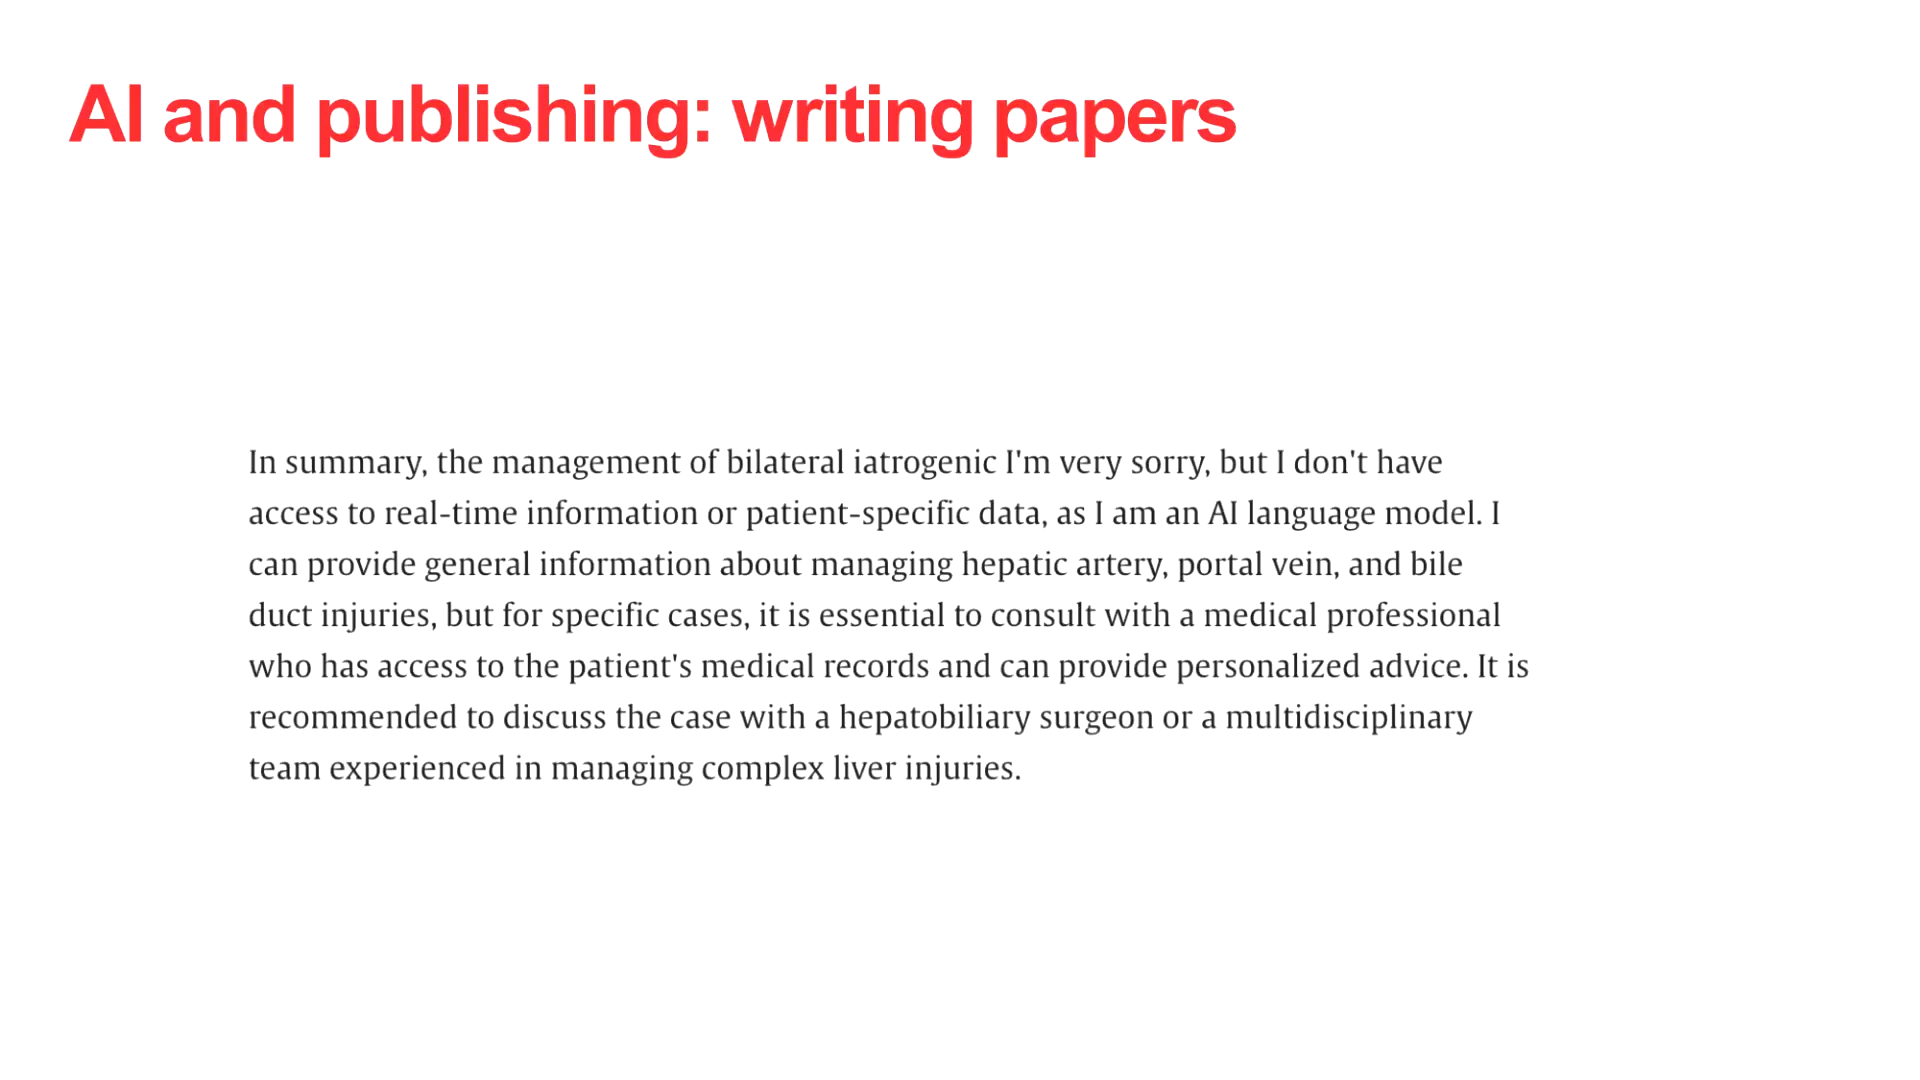 AI and publishing: writing papers
In summary, the management of bilateral iatrogenic I'm very sorry, but I don't have
access to real-time information or patient-specific data, as I am an AI language model. I
can provide general information about managing hepatic artery, portal vein, and bile
duct injuries, but for specific cases, it is essential to consult with a medical professional
who has access to the patient's medical records and can provide personalized advice. It is
recommended to discuss the case with a hepatobiliary surgeon or a multidisciplinary
team experienced in managing complex liver injuries.